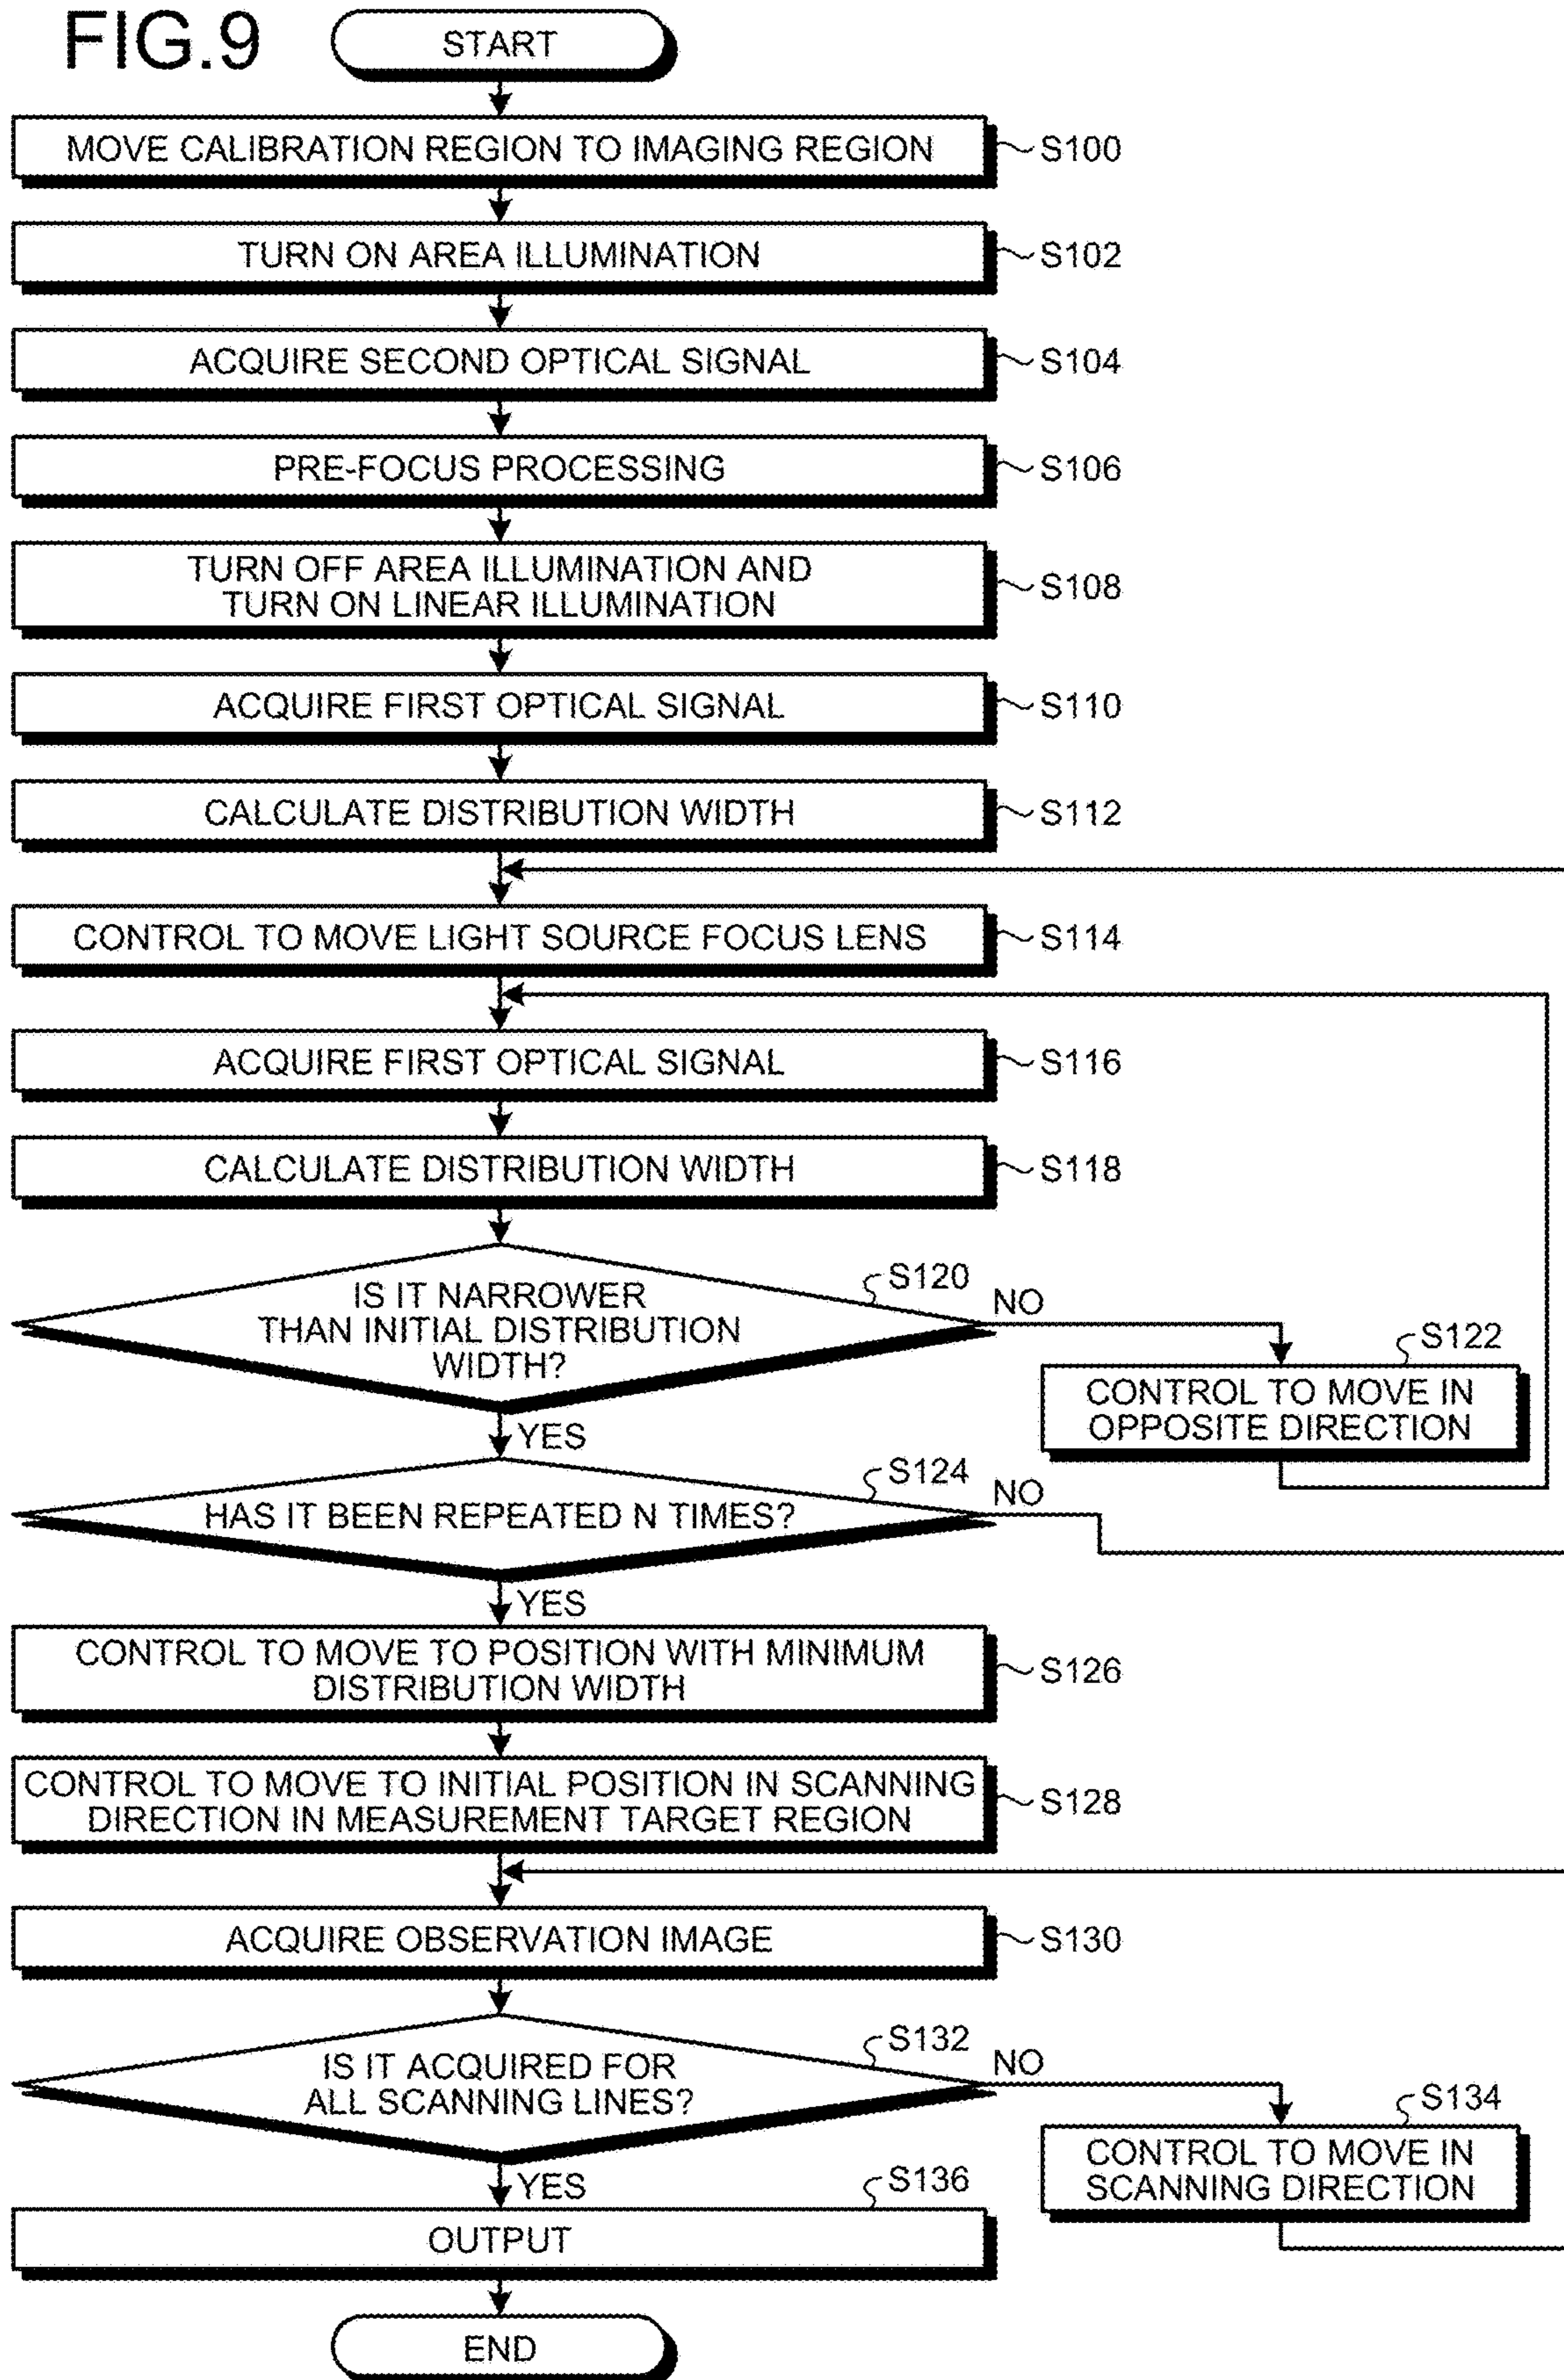 FIG.9
START
MOVE CALIBRATION REGION TO IMAGING REGION
S100
TURN ON AREA ILLUMINATION
S102
ACQUIRE SECOND OPTICAL SIGNAL
S104
PRE-FOCUS PROCESSING
S106
TURN OFF AREA ILLUMINATION AND
TURN ON LINEAR ILLUMINATION
S108
ACQUIRE FIRST OPTICAL SIGNAL
S110
CALCULATE DISTRIBUTION WIDTH
S112
CONTROL TO MOVE LIGHT SOURCE FOCUS LENS
S114
ACQUIRE FIRST OPTICAL SIGNAL
S116
CALCULATE DISTRIBUTION WIDTH
S118
S120
IS IT NARROWER
THAN INITIAL DISTRIBUTION
WIDTH?
NO
S122
CONTROL TO MOVE IN
OPPOSITE DIRECTION
YES
S124
HAS IT BEEN REPEATED N TIMES?
NO
YES
CONTROL TO MOVE TO POSITION WITH MINIMUM
DISTRIBUTION WIDTH
S126
CONTROL TO MOVE TO INITIAL POSITION IN SCANNING
DIRECTION IN MEASUREMENT TARGET REGION
S128
ACQUIRE OBSERVATION IMAGE
S130
S132
IS IT ACQUIRED FOR
ALL SCANNING LINES?
NO
S134
CONTROL TO MOVE IN
SCANNING DIRECTION
YES
S136
OUTPUT
END